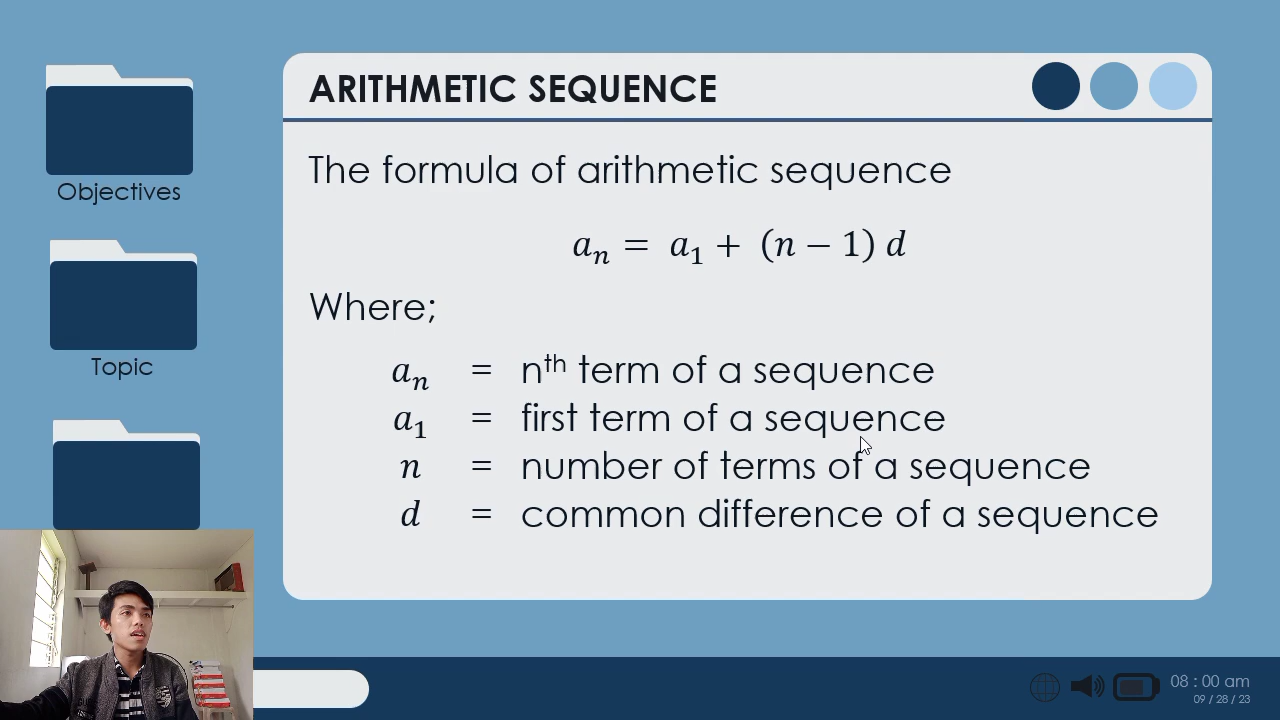 ARITHMETIC SEQUENCE
The formula of arithmetic sequence
aₙ = a₁ + (n − 1) d
Where;
aₙ = nᵗʰ term of a sequence
a₁ = first term of a sequence
n = number of terms of a sequence
d = common difference of a sequence
Objectives
Topic
08 : 00 am
09 / 28 / 23